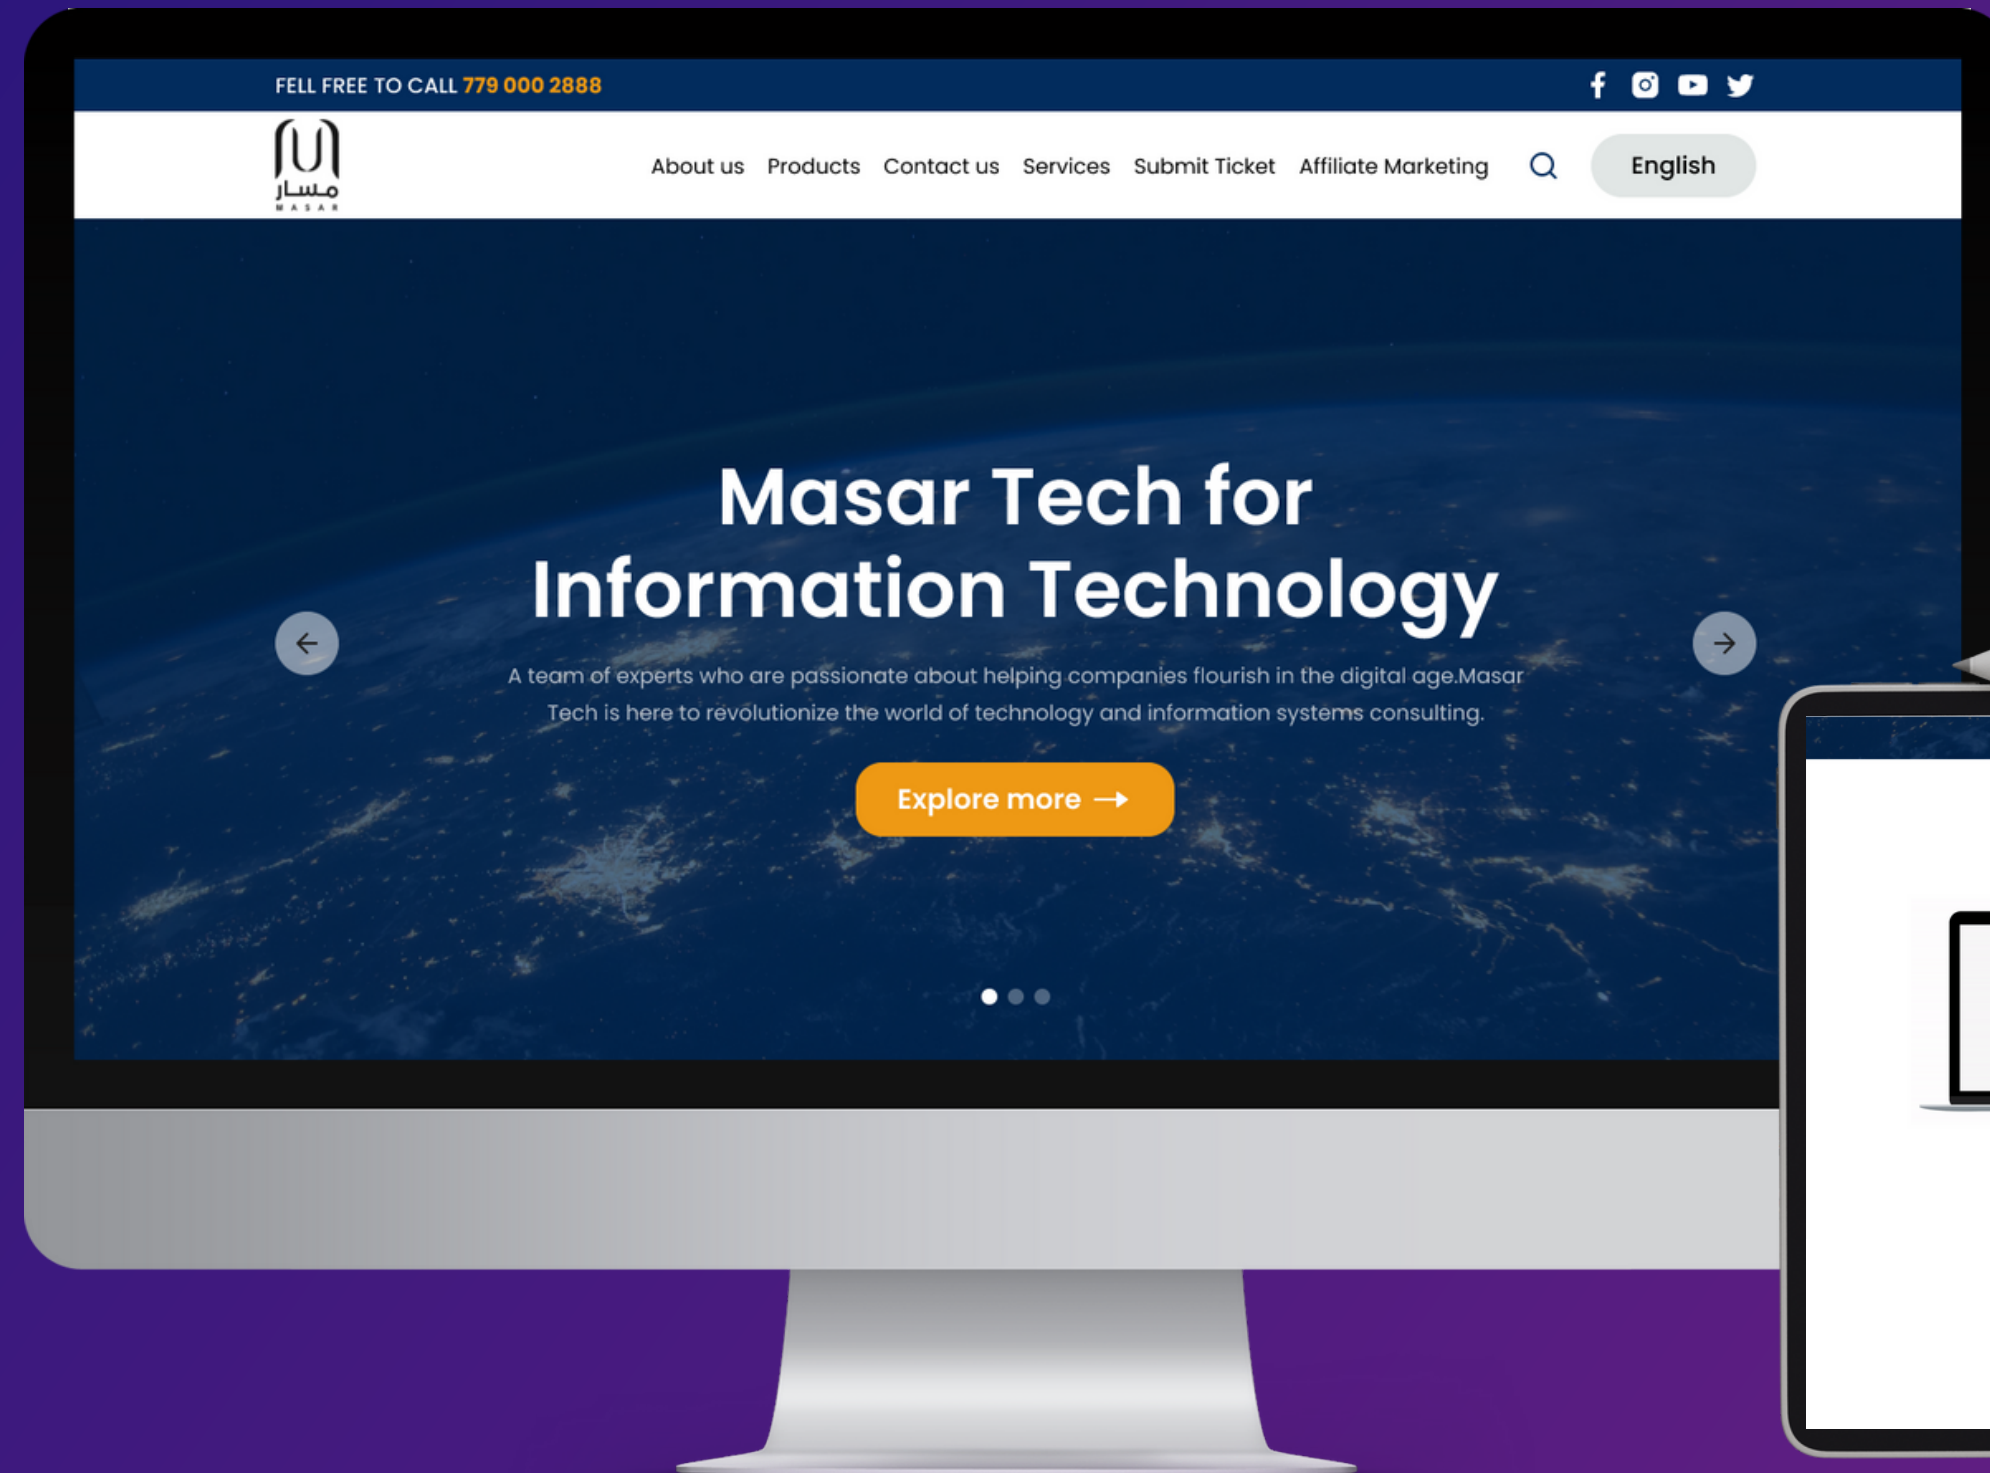 FELL FREE TO CALL 779 000 2888
مسار
MASAR
About us Products Contact us Services Submit Ticket Affiliate Marketing English
Masar Tech for
Information Technology
A team of experts who are passionate about helping companies flourish in the digital age.Masar
Tech is here to revolutionize the world of technology and information systems consulting.
Explore more